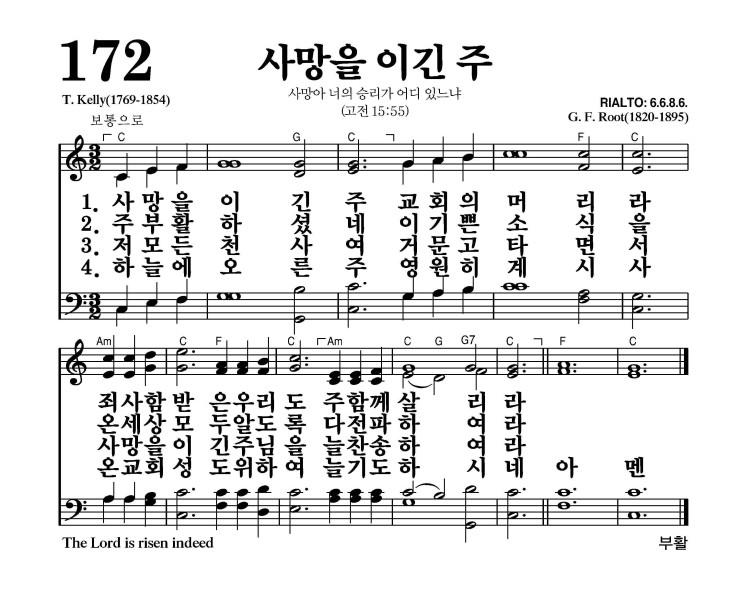 172
사망을 이긴 주
사망아 너의 승리가 어디 있느냐
(고전 15:55)
T. Kelly(1769-1854)
보통으로
RIALTO: 6.6.8.6.
G. F. Root(1820-1895)
C G C F C
3/2
1. 사 망 을 이 긴 주 교 회 의 머 리 라
2. 주 부 활 하 셨 네 이 기 쁜 소 식 을
3. 저 모 든 천 사 여 거 문 고 타 면 서
4. 하 늘 에 오 른 주 영 원 히 계 시 사
3/2
Am C F C Am C G G7 C F C
죄 사 함 받 은 우 리 도 주 함 께 살 리 라
온 세 상 모 두 알 도 록 다 전 파 하 여 라
사 망 을 이 긴 주 님 을 늘 찬 송 하 여 라
온 교 회 성 도 위 하 여 늘 기 도 하 시 네 아 멘
The Lord is risen indeed
부활